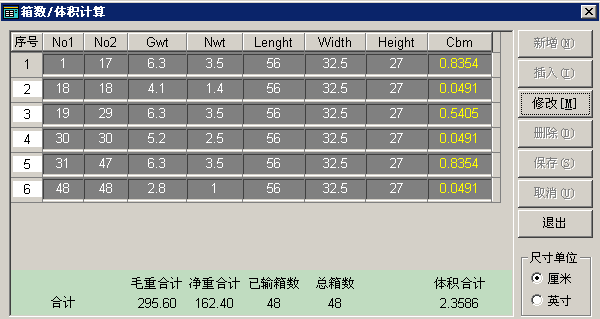 箱数/体积计算
序号 No1 No2 Gwt Nwt Lenght Width Height Cbm
1 1 17 6.3 3.5 56 32.5 27 0.8354
2 18 18 4.1 1.4 56 32.5 27 0.0491
3 19 29 6.3 3.5 56 32.5 27 0.5405
4 30 30 5.2 2.5 56 32.5 27 0.0491
5 31 47 6.3 3.5 56 32.5 27 0.8354
6 48 48 2.8 1 56 32.5 27 0.0491
毛重合计 净重合计 已输箱数 总箱数 体积合计
合计 295.60 162.40 48 48 2.3586
新增(N)
插入(I)
修改[M]
删除(D)
保存(S)
取消(U)
退出
尺寸单位
厘米
英寸